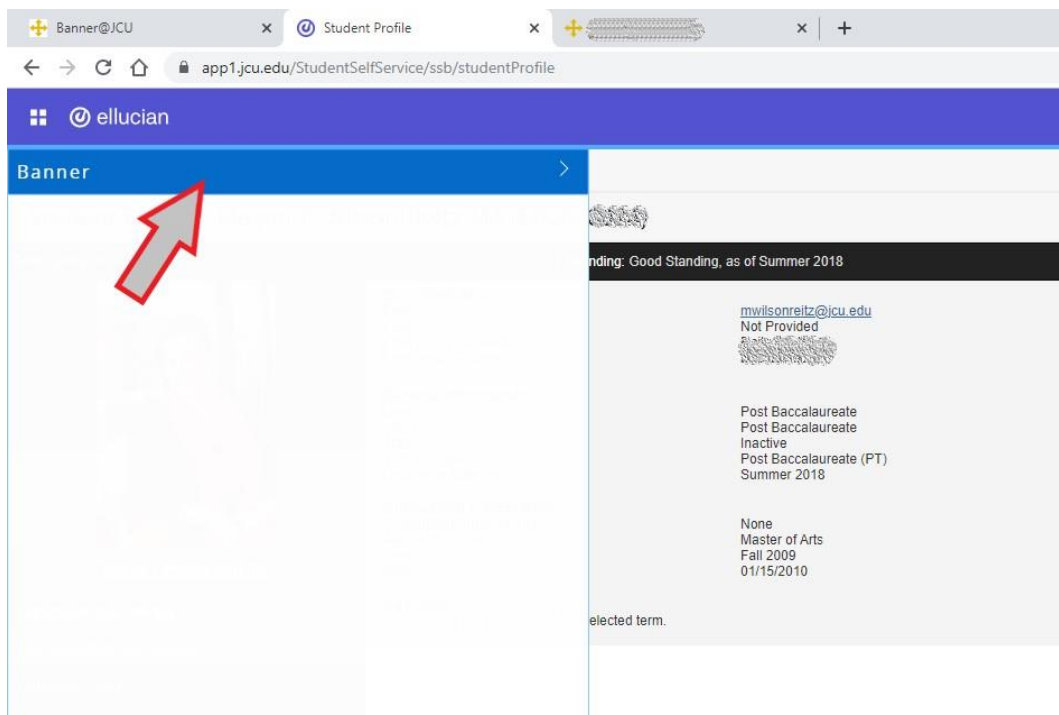 Banner@JCU
Student Profile
app1.jcu.edu/StudentSelfService/ssb/studentProfile
ellucian
Banner
nding: Good Standing, as of Summer 2018
mwilsonreitz@jcu.edu
Not Provided
Post Baccalaureate
Post Baccalaureate
Inactive
Post Baccalaureate (PT)
Summer 2018
None
Master of Arts
Fall 2009
01/15/2010
elected term.